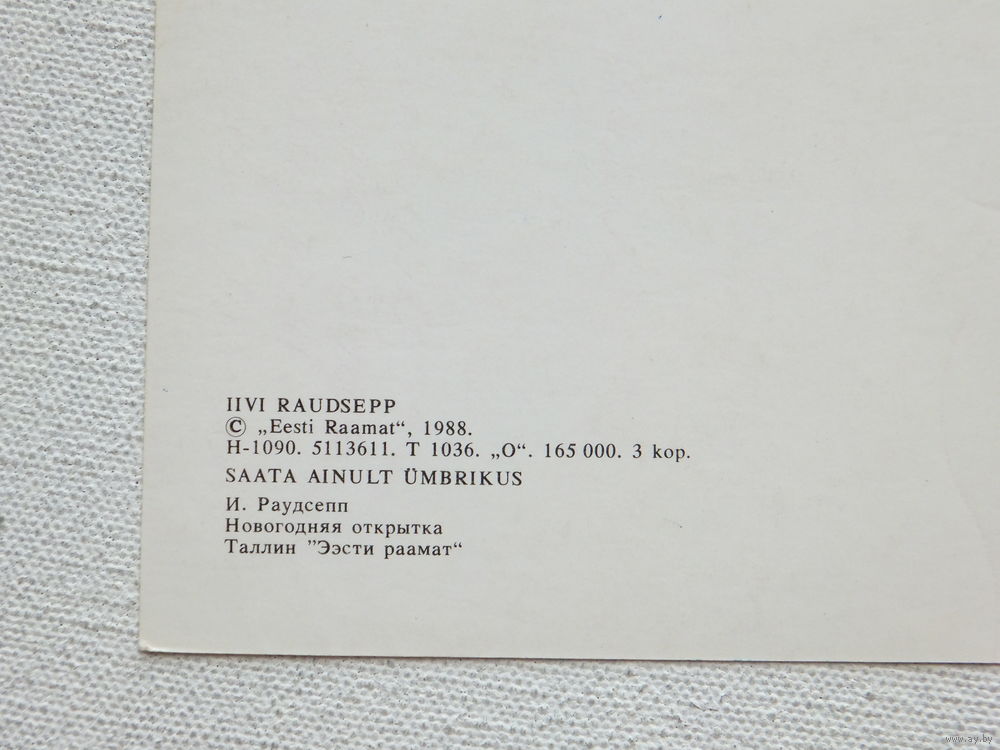 IIVI RAUDSEPP
© „Eesti Raamat“, 1988.
H-1090. 5113611. T 1036. „O“. 165 000. 3 kop.
SAATA AINULT ÜMBRIKUS
И. Раудсепп
Новогодняя открытка
Таллин ”Ээсти раамат“
www.ay.by